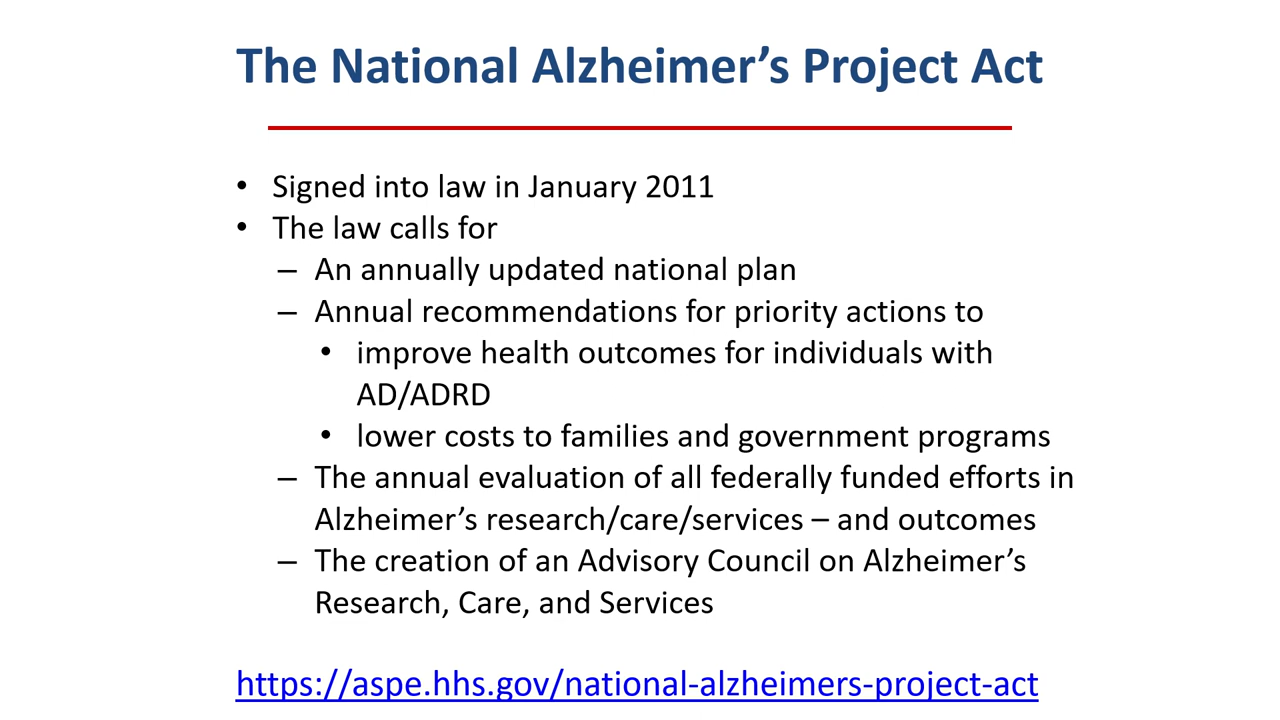 The National Alzheimer’s Project Act
• Signed into law in January 2011
• The law calls for
– An annually updated national plan
– Annual recommendations for priority actions to
• improve health outcomes for individuals with
AD/ADRD
• lower costs to families and government programs
– The annual evaluation of all federally funded efforts in
Alzheimer’s research/care/services – and outcomes
– The creation of an Advisory Council on Alzheimer’s
Research, Care, and Services
https://aspe.hhs.gov/national-alzheimers-project-act